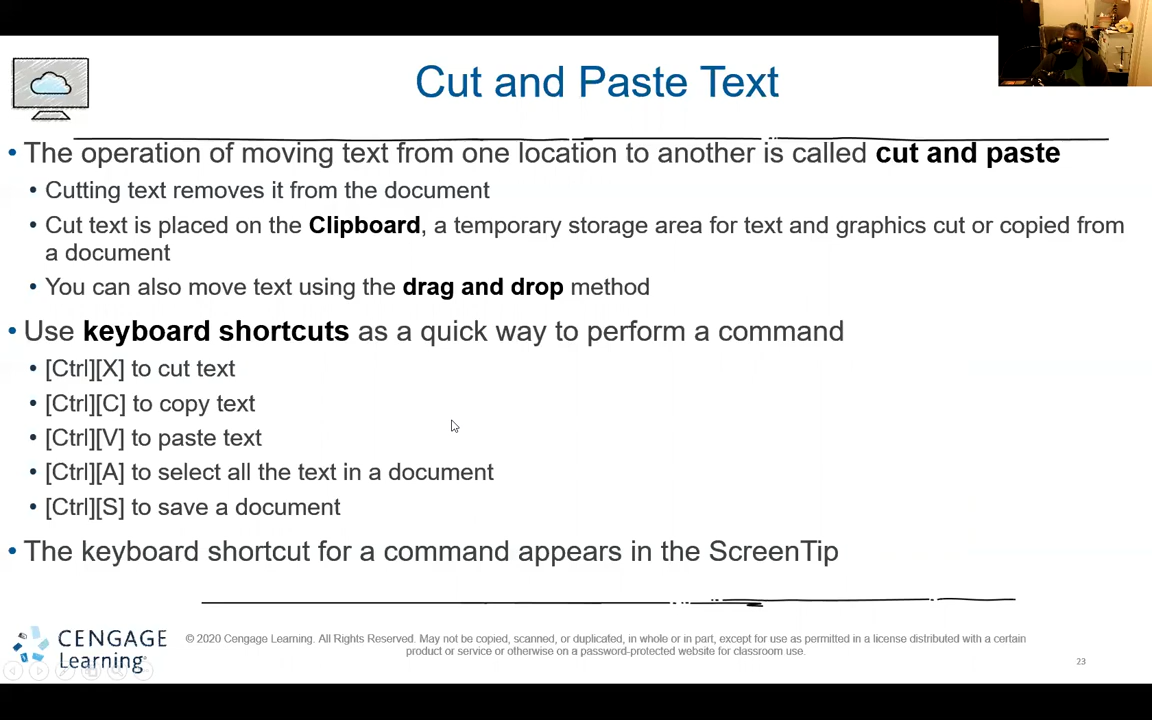 Cut and Paste Text
• The operation of moving text from one location to another is called cut and paste
• Cutting text removes it from the document
• Cut text is placed on the Clipboard, a temporary storage area for text and graphics cut or copied from
a document
• You can also move text using the drag and drop method
• Use keyboard shortcuts as a quick way to perform a command
• [Ctrl][X] to cut text
• [Ctrl][C] to copy text
• [Ctrl][V] to paste text
• [Ctrl][A] to select all the text in a document
• [Ctrl][S] to save a document
• The keyboard shortcut for a command appears in the ScreenTip
CENGAGE
Learning
© 2020 Cengage Learning. All Rights Reserved. May not be copied, scanned, or duplicated, in whole or in part, except for use as permitted in a license distributed with a certain
product or service or otherwise on a password-protected website for classroom use.
23